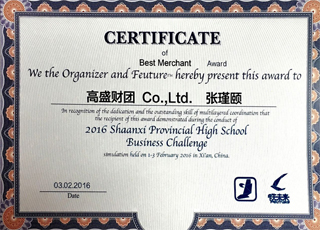 CERTIFICATE
of
Best Merchant Award
We the Organizer and Feuture™ hereby present this award to
高盛财团 Co.,Ltd. 张瑾颐
In recognition of the dedication and the outstanding skill of multilayered coordination that
the recipient of this award demonstrated during the conduct of
2016 Shaanxi Provincial High School
Business Challenge
simulation held on 1-3 February 2016 in Xi'an, China.
03.02.2016
Date